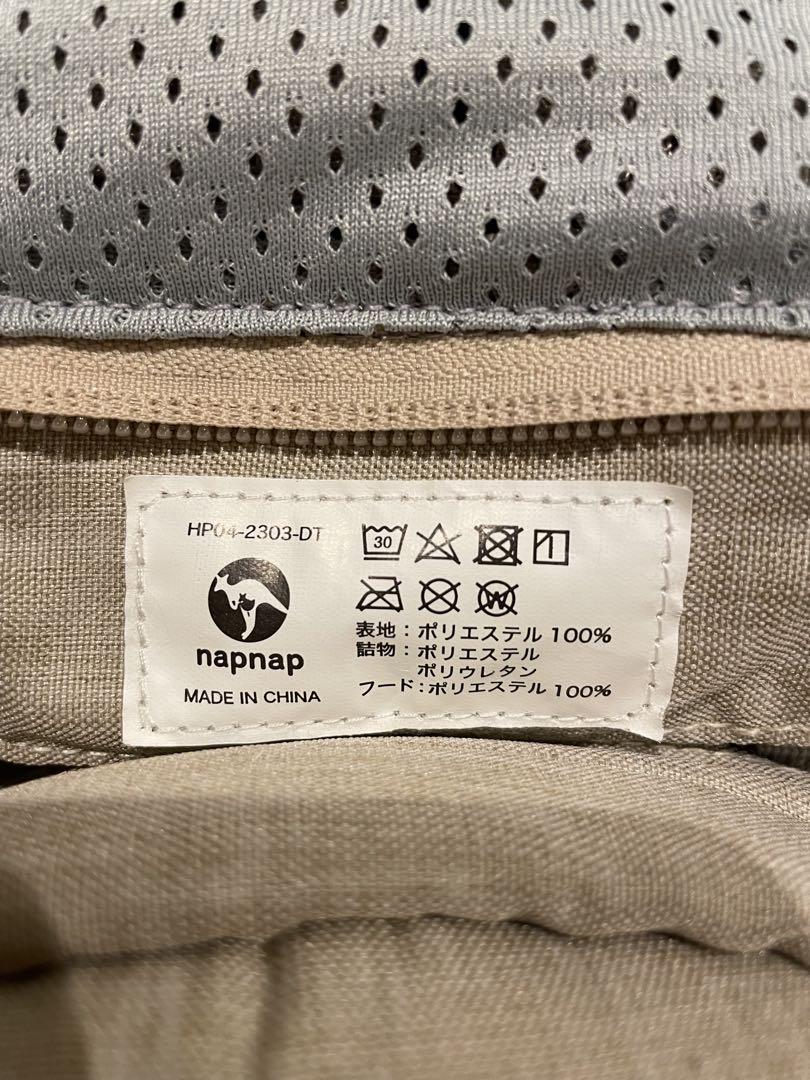 HP04-2303-DT
napnap
MADE IN CHINA
30
W
表地：ポリエステル 100%
詰物：ポリエステル
ポリウレタン
フード：ポリエステル 100%